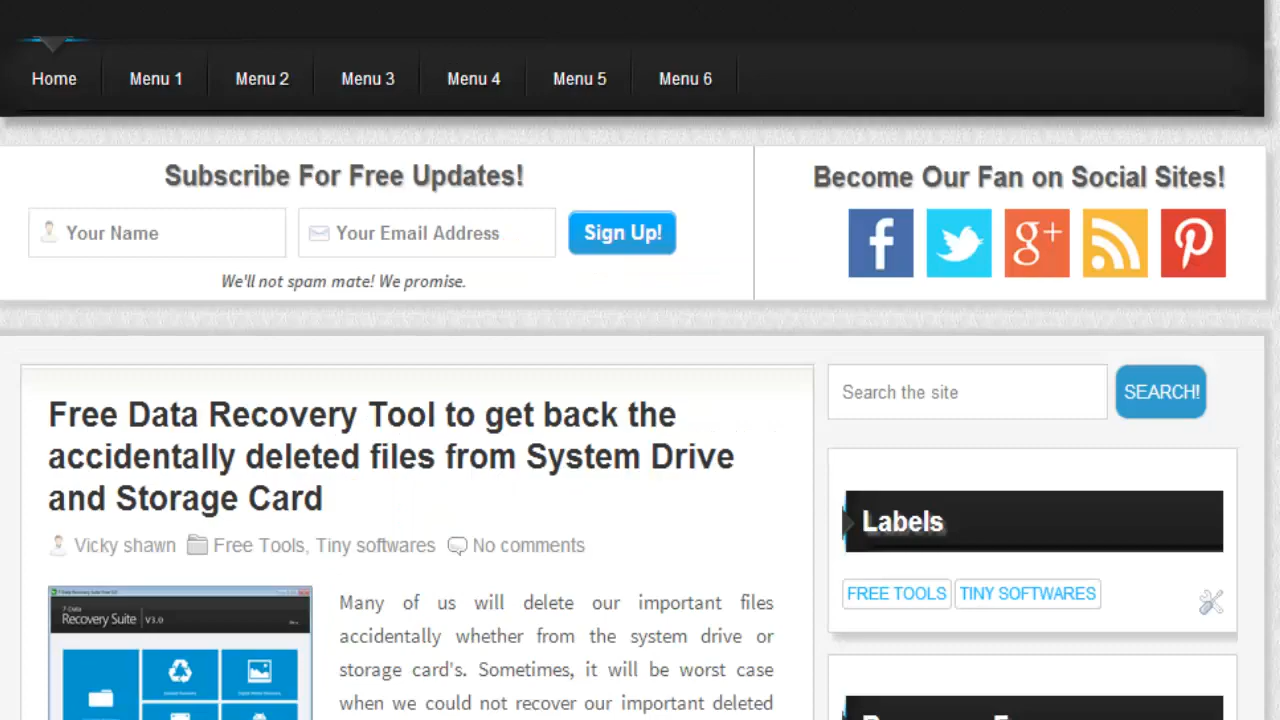 Home
Menu 1
Menu 2
Menu 3
Menu 4
Menu 5
Menu 6
Subscribe For Free Updates!
Your Name
Your Email Address
Sign Up!
We'll not spam mate! We promise.
Become Our Fan on Social Sites!
Search the site
SEARCH!
Free Data Recovery Tool to get back the
accidentally deleted files from System Drive
and Storage Card
Vicky shawn Free Tools, Tiny softwares No comments
7-Data
Recovery Suite V3.0
Many of us will delete our important files
accidentally whether from the system drive or
storage card's. Sometimes, it will be worst case
when we could not recover our important deleted
Labels
FREE TOOLS
TINY SOFTWARES